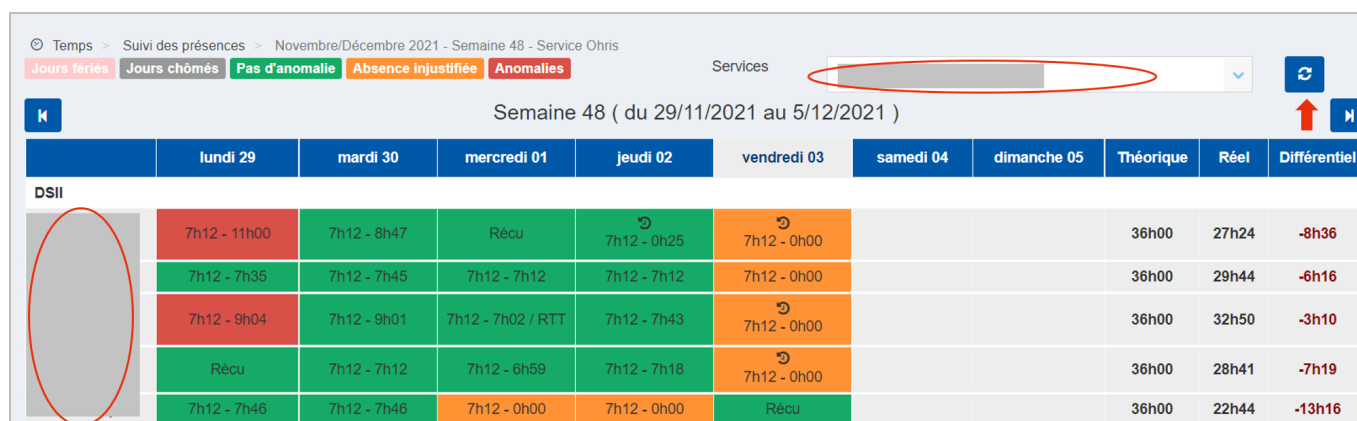 Temps > Suivi des présences > Novembre/Décembre 2021 - Semaine 48 - Service Ohris
Jours fériés Jours chômés Pas d'anomalie Absence injustifiée Anomalies Services
Semaine 48 ( du 29/11/2021 au 5/12/2021 )
lundi 29 mardi 30 mercredi 01 jeudi 02 vendredi 03 samedi 04 dimanche 05 Théorique Réel Différentiel
DSII
7h12 - 11h00 7h12 - 8h47 Récu 7h12 - 0h25 7h12 - 0h00 36h00 27h24 -8h36
7h12 - 7h35 7h12 - 7h45 7h12 - 7h12 7h12 - 7h12 7h12 - 0h00 36h00 29h44 -6h16
7h12 - 9h04 7h12 - 9h01 7h12 - 7h02 / RTT 7h12 - 7h43 7h12 - 0h00 36h00 32h50 -3h10
Récu 7h12 - 7h12 7h12 - 6h59 7h12 - 7h18 7h12 - 0h00 36h00 28h41 -7h19
7h12 - 7h46 7h12 - 7h46 7h12 - 0h00 7h12 - 0h00 Récu 36h00 22h44 -13h16